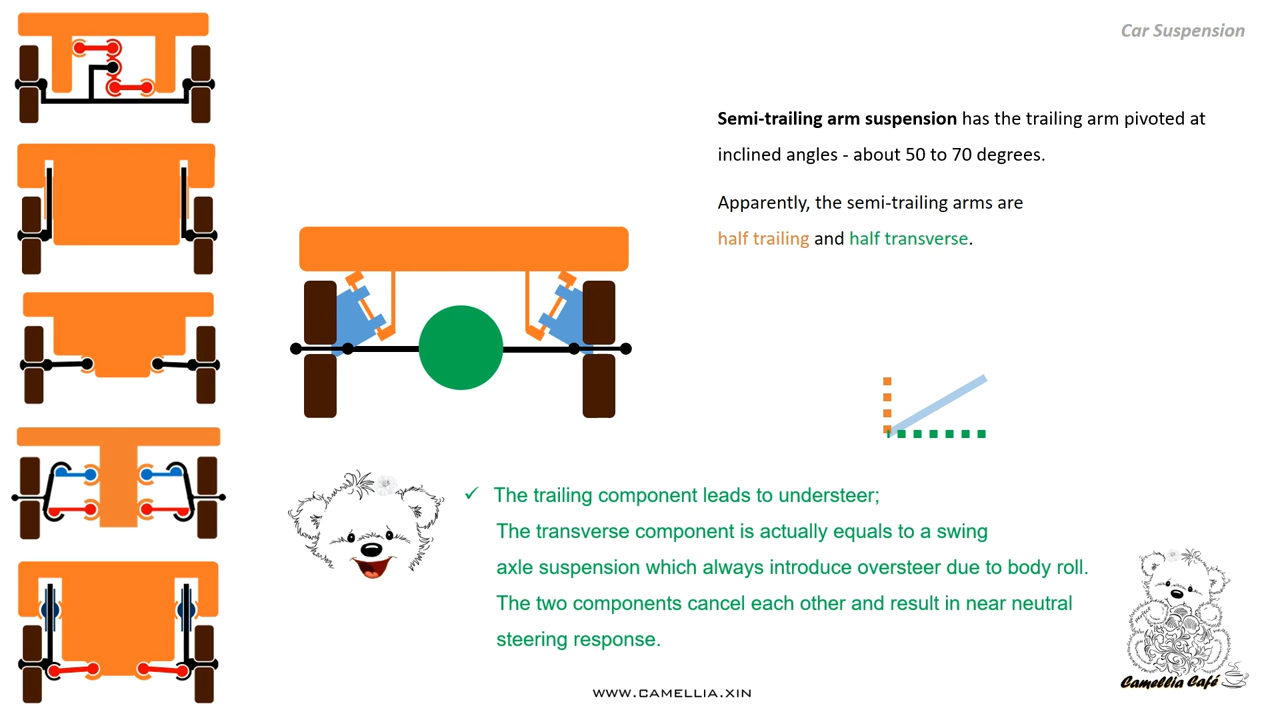 Car Suspension
Semi-trailing arm suspension has the trailing arm pivoted at
inclined angles - about 50 to 70 degrees.
Apparently, the semi-trailing arms are
half trailing and half transverse.
✓ The trailing component leads to understeer;
The transverse component is actually equals to a swing
axle suspension which always introduce oversteer due to body roll.
The two components cancel each other and result in near neutral
steering response.
Camellia Café
WWW.CAMELLIA.XIN